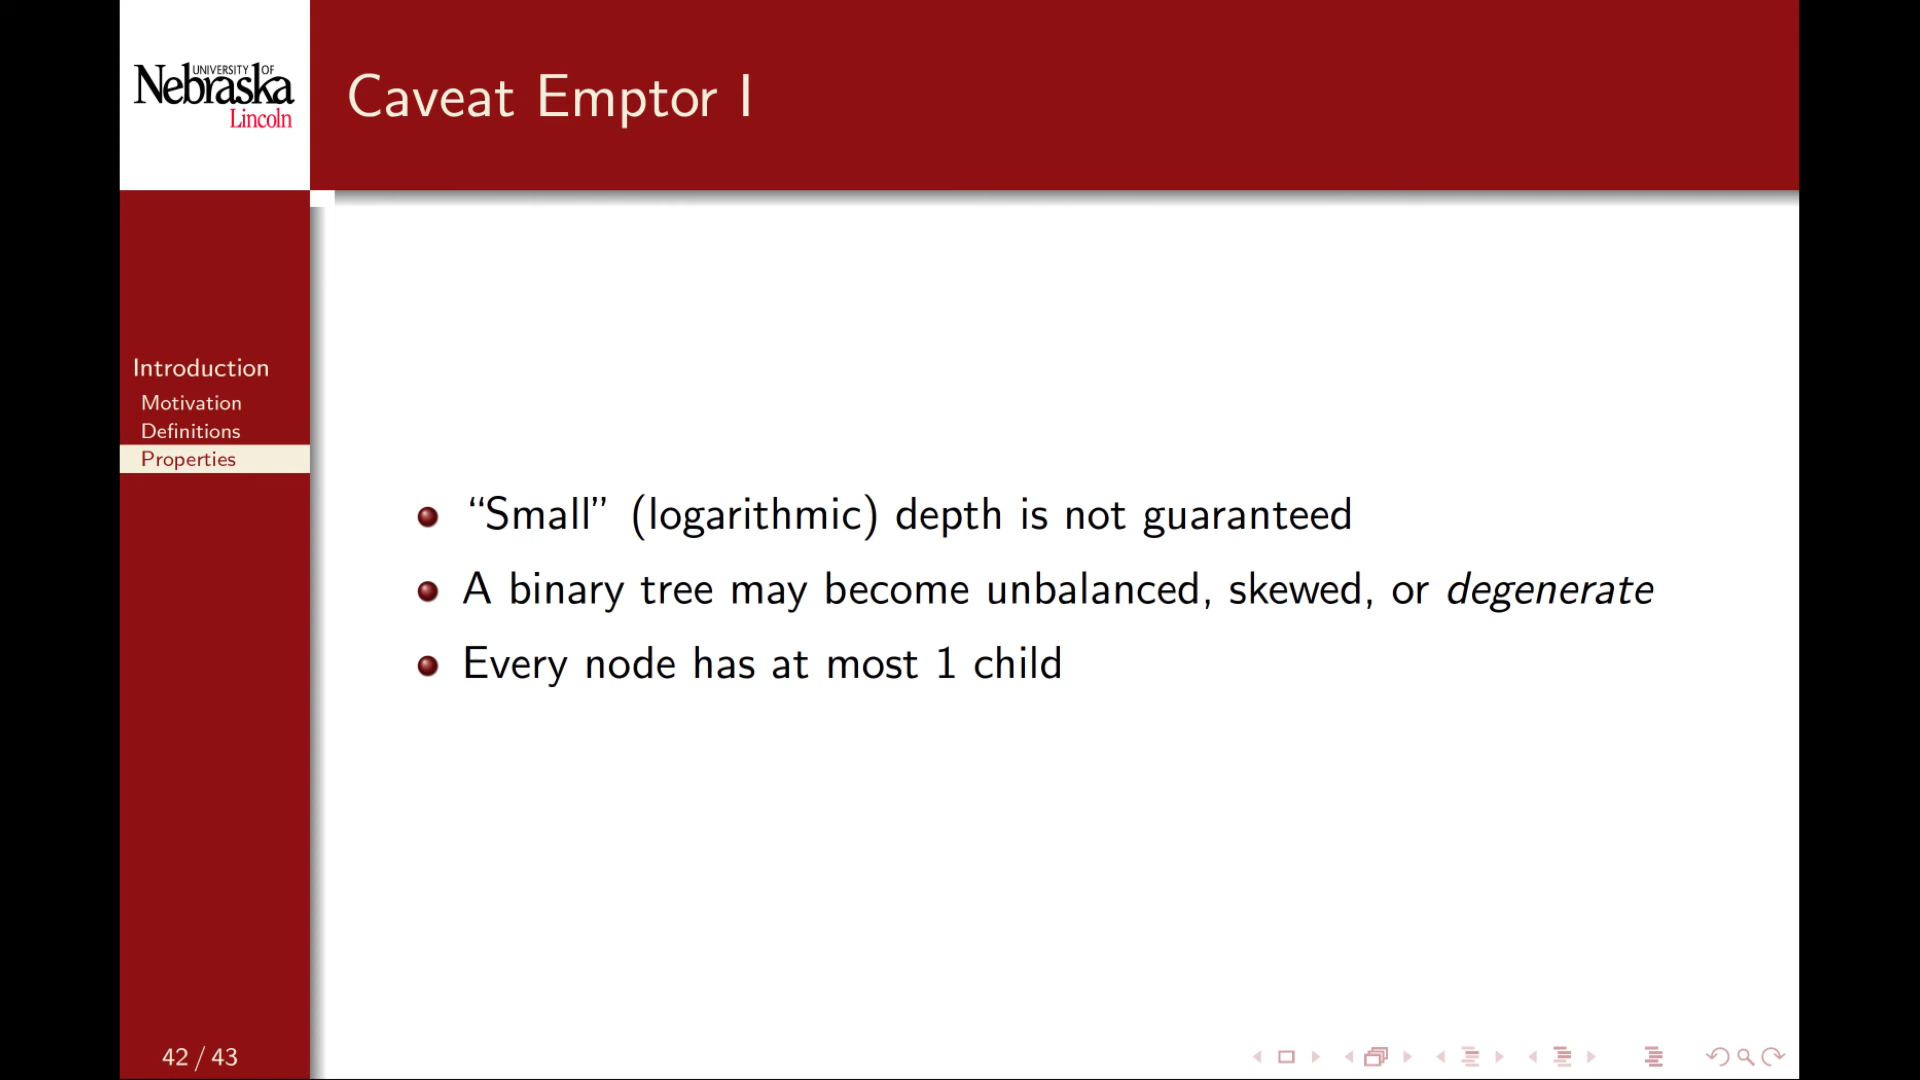 UNIVERSITY OF
Nebraska
Lincoln
Caveat Emptor I
Introduction
Motivation
Definitions
Properties
“Small” (logarithmic) depth is not guaranteed
A binary tree may become unbalanced, skewed, or degenerate
Every node has at most 1 child
42 / 43